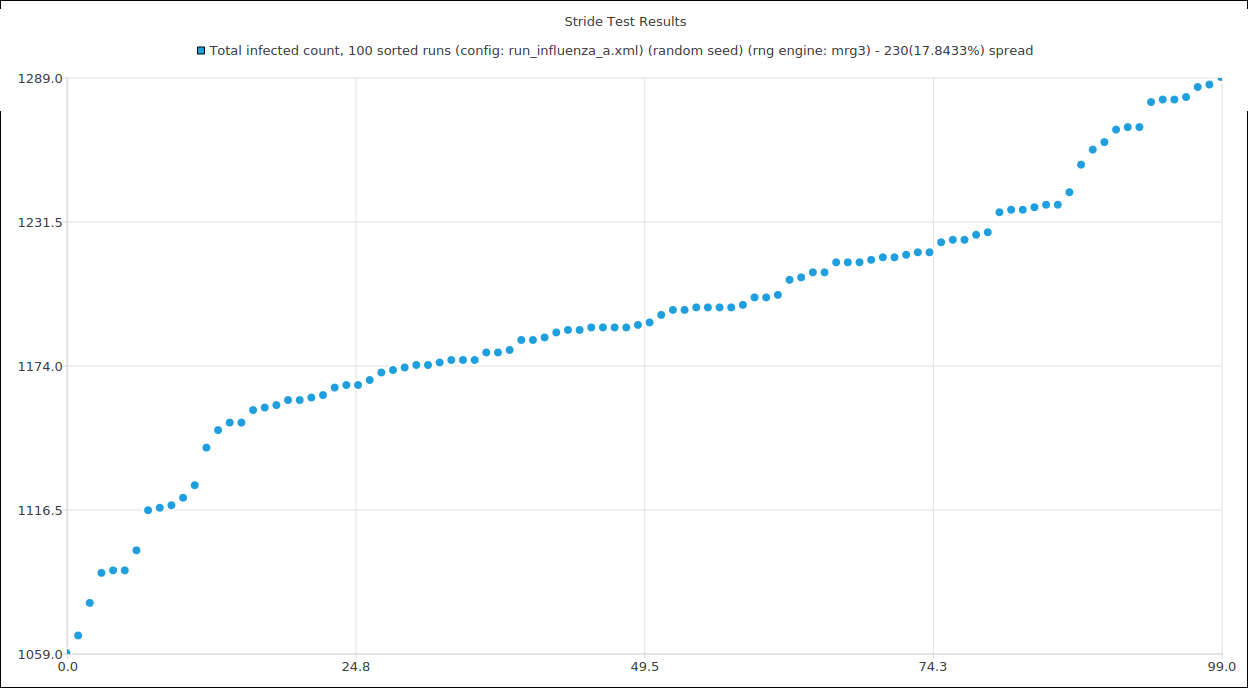 Stride Test Results
Total infected count, 100 sorted runs (config: run_influenza_a.xml) (random seed) (rng engine: mrg3) - 230(17.8433%) spread
1289.0
1231.5
1174.0
1116.5
1059.0
0.0 24.8 49.5 74.3 99.0